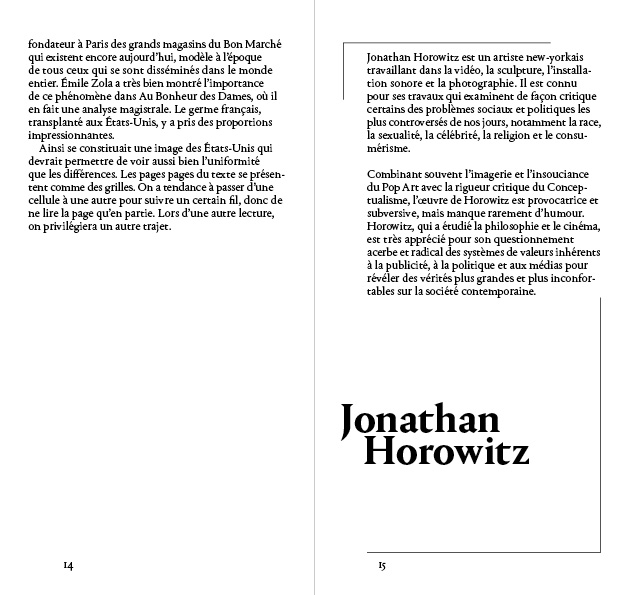 fondateur à Paris des grands magasins du Bon Marché
qui existent encore aujourd’hui, modèle à l’époque
de tous ceux qui se sont disséminés dans le monde
entier. Émile Zola a très bien montré l’importance
de ce phénomène dans Au Bonheur des Dames, où il
en fait une analyse magistrale. Le germe français,
transplanté aux États-Unis, y a pris des proportions
impressionnantes.
Ainsi se constituait une image des États-Unis qui
devrait permettre de voir aussi bien l’uniformité
que les différences. Les pages pages du texte se présen-
tent comme des grilles. On a tendance à passer d’une
cellule à une autre pour suivre un certain fil, donc de
ne lire la page qu’en partie. Lors d’une autre lecture,
on privilégiera un autre trajet.
14
Jonathan Horowitz est un artiste new-yorkais
travaillant dans la vidéo, la sculpture, l’installa-
tion sonore et la photographie. Il est connu
pour ses travaux qui examinent de façon critique
certains des problèmes sociaux et politiques les
plus controversés de nos jours, notamment la race,
la sexualité, la célébrité, la religion et le consu-
mérisme.
Combinant souvent l’imagerie et l’insouciance
du Pop Art avec la rigueur critique du Concep-
tualisme, l’œuvre de Horowitz est provocatrice et
subversive, mais manque rarement d’humour.
Horowitz, qui a étudié la philosophie et le cinéma,
est très apprécié pour son questionnement
acerbe et radical des systèmes de valeurs inhérents
à la publicité, à la politique et aux médias pour
révéler des vérités plus grandes et plus inconfor-
tables sur la société contemporaine.
Jonathan
Horowitz
15